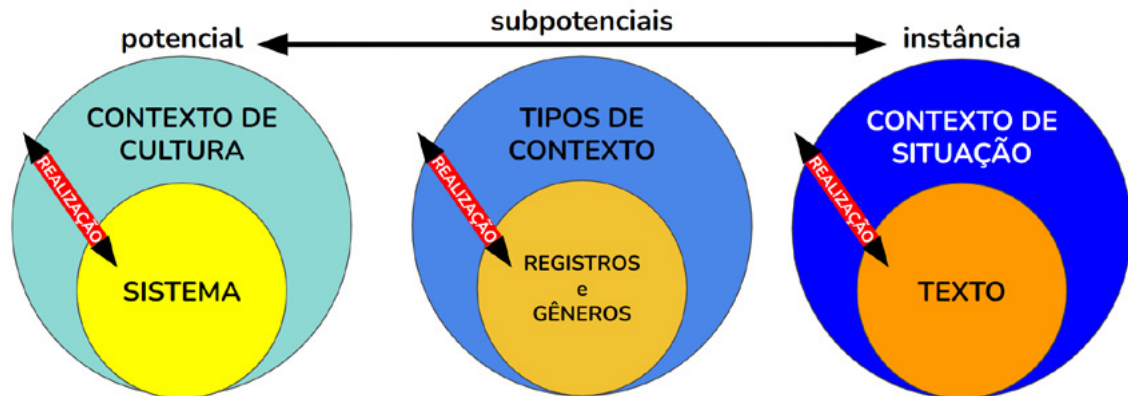 subpotenciais
potencial
instância
CONTEXTO DE
CULTURA
REALIZAÇÃO
SISTEMA
TIPOS DE
CONTEXTO
REALIZAÇÃO
REGISTROS
e
GÊNEROS
CONTEXTO DE
SITUAÇÃO
REALIZAÇÃO
TEXTO